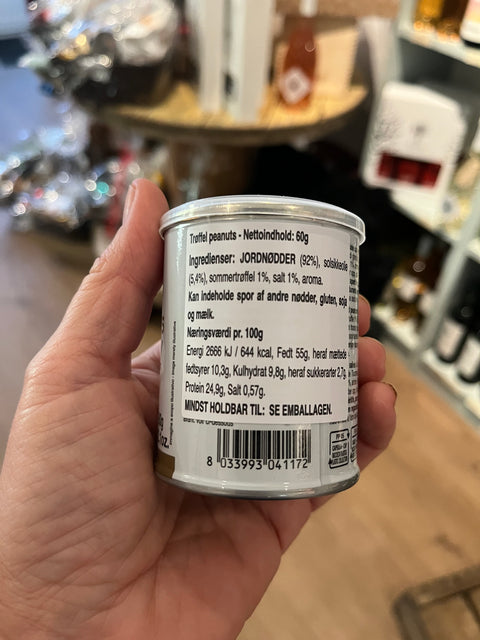 Trøffel peanuts - Nettoindhold: 60g
Ingredienser: JORDNØDDER (92%), solsikkeolie
(5,4%), sommertrøffel 1%, salt 1%, aroma.
Kan indeholde spor af andre nødder, gluten, soja
og mælk.
Næringsværdi pr. 100g
Energi 2666 kJ / 644 kcal, Fedt 55g, heraf mættede
fedtsyrer 10,3g, Kulhydrat 9,8g, heraf sukkerarter 2,7g,
Protein 24,9g, Salt 0,57g.
MINDST HOLDBAR TIL: SE EMBALLAGEN.
8 033993 041172